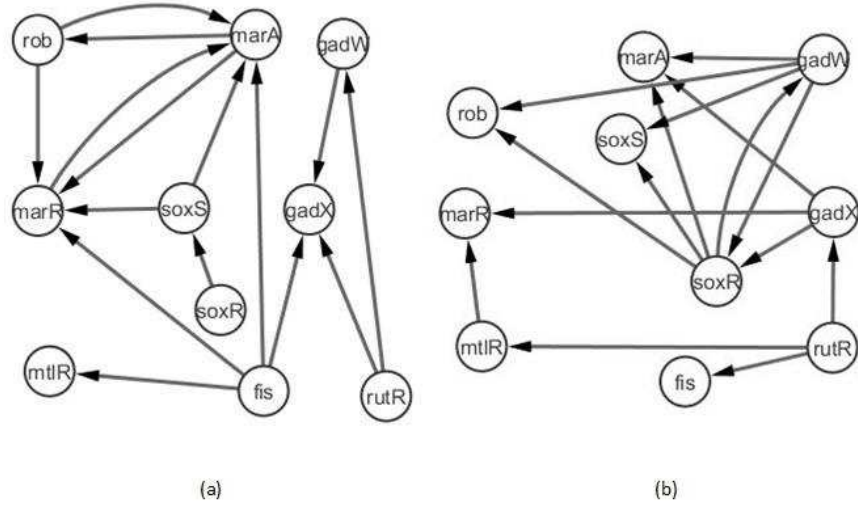 rob
marA
gadW
marR
soxS
gadX
soxR
mtlR
fis
rutR
(a)
marA
gadW
rob
soxS
marR
gadX
soxR
mtlR
rutR
fis
(b)